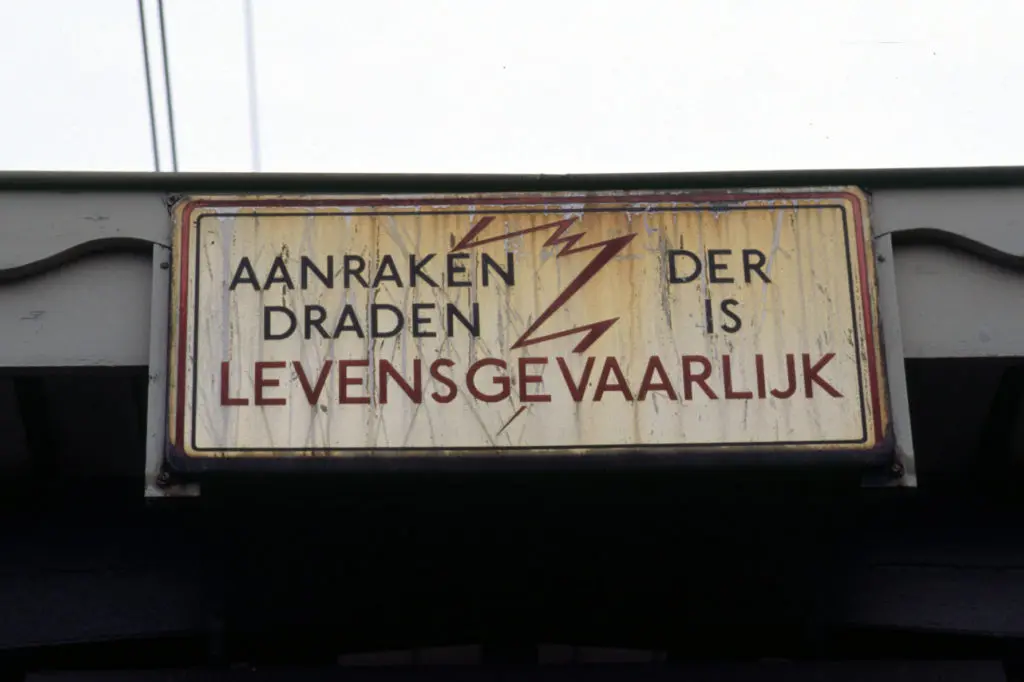 AANRAKEN DER
DRADEN IS
LEVENSGEVAARLIJK